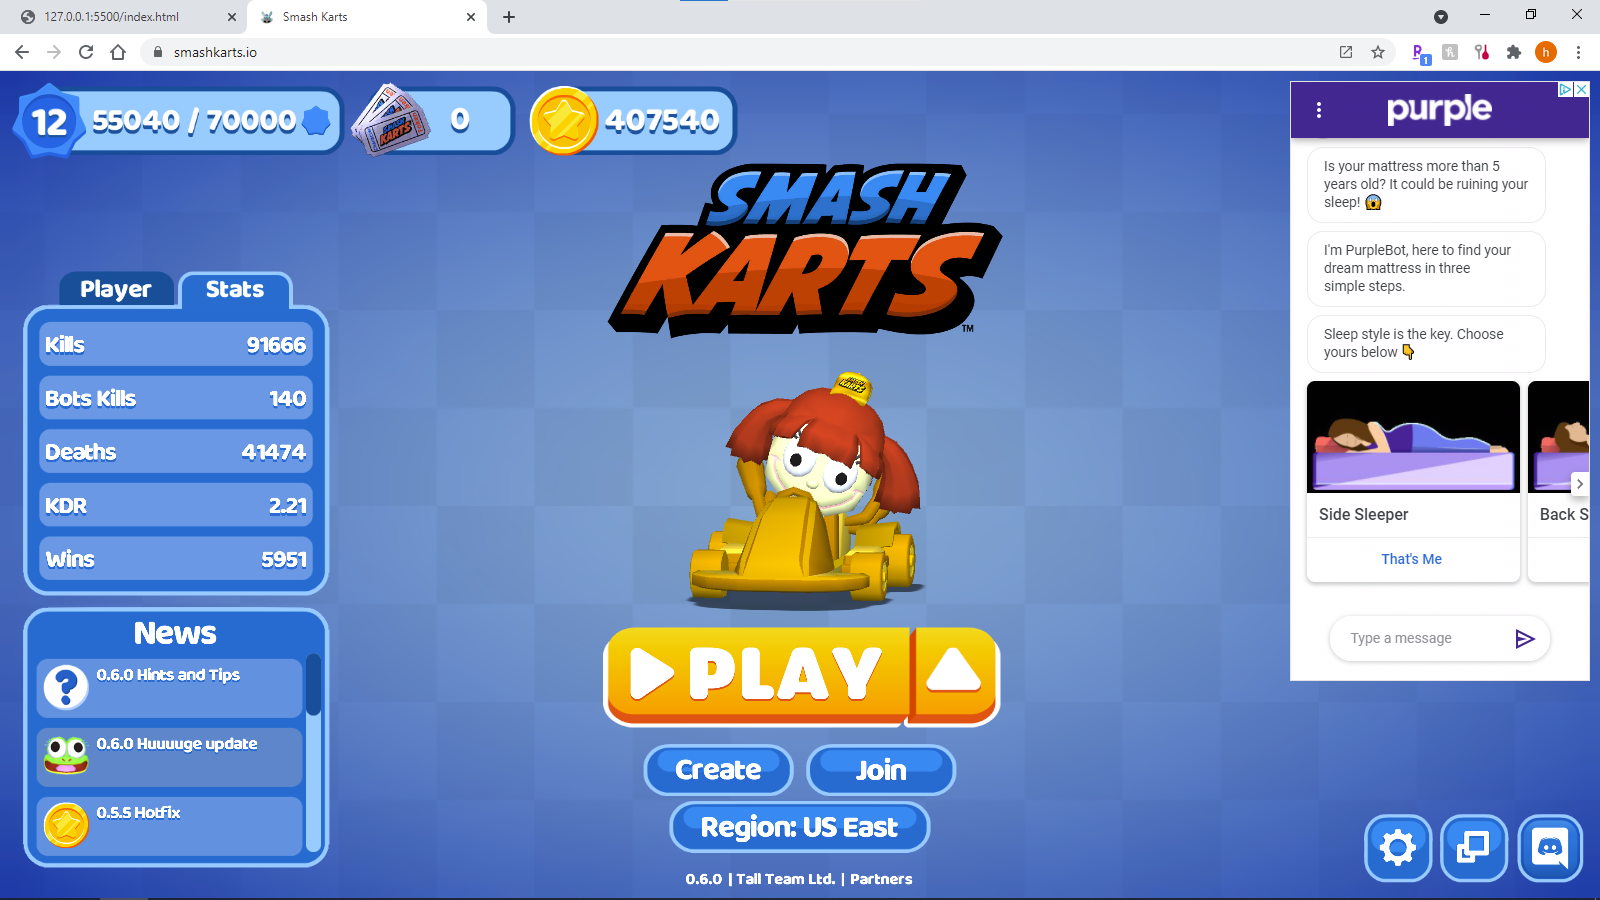 127.0.0.1:5500/index.html
Smash Karts
smashkarts.io
1
h
12
55040 / 70000
0
407540
SMASH
KARTS
TM
Player
Stats
Kills
91666
Bots Kills
140
Deaths
41474
KDR
2.21
Wins
5951
News
0.6.0 Hints and Tips
0.6.0 Huuuuge update
0.5.5 Hotfix
PLAY
Create
Join
Region: US East
0.6.0 | Tall Team Ltd. | Partners
purple
Is your mattress more than 5
years old? It could be ruining your
sleep!
I'm PurpleBot, here to find your
dream mattress in three
simple steps.
Sleep style is the key. Choose
yours below
Side Sleeper
Back S
That's Me
Type a message